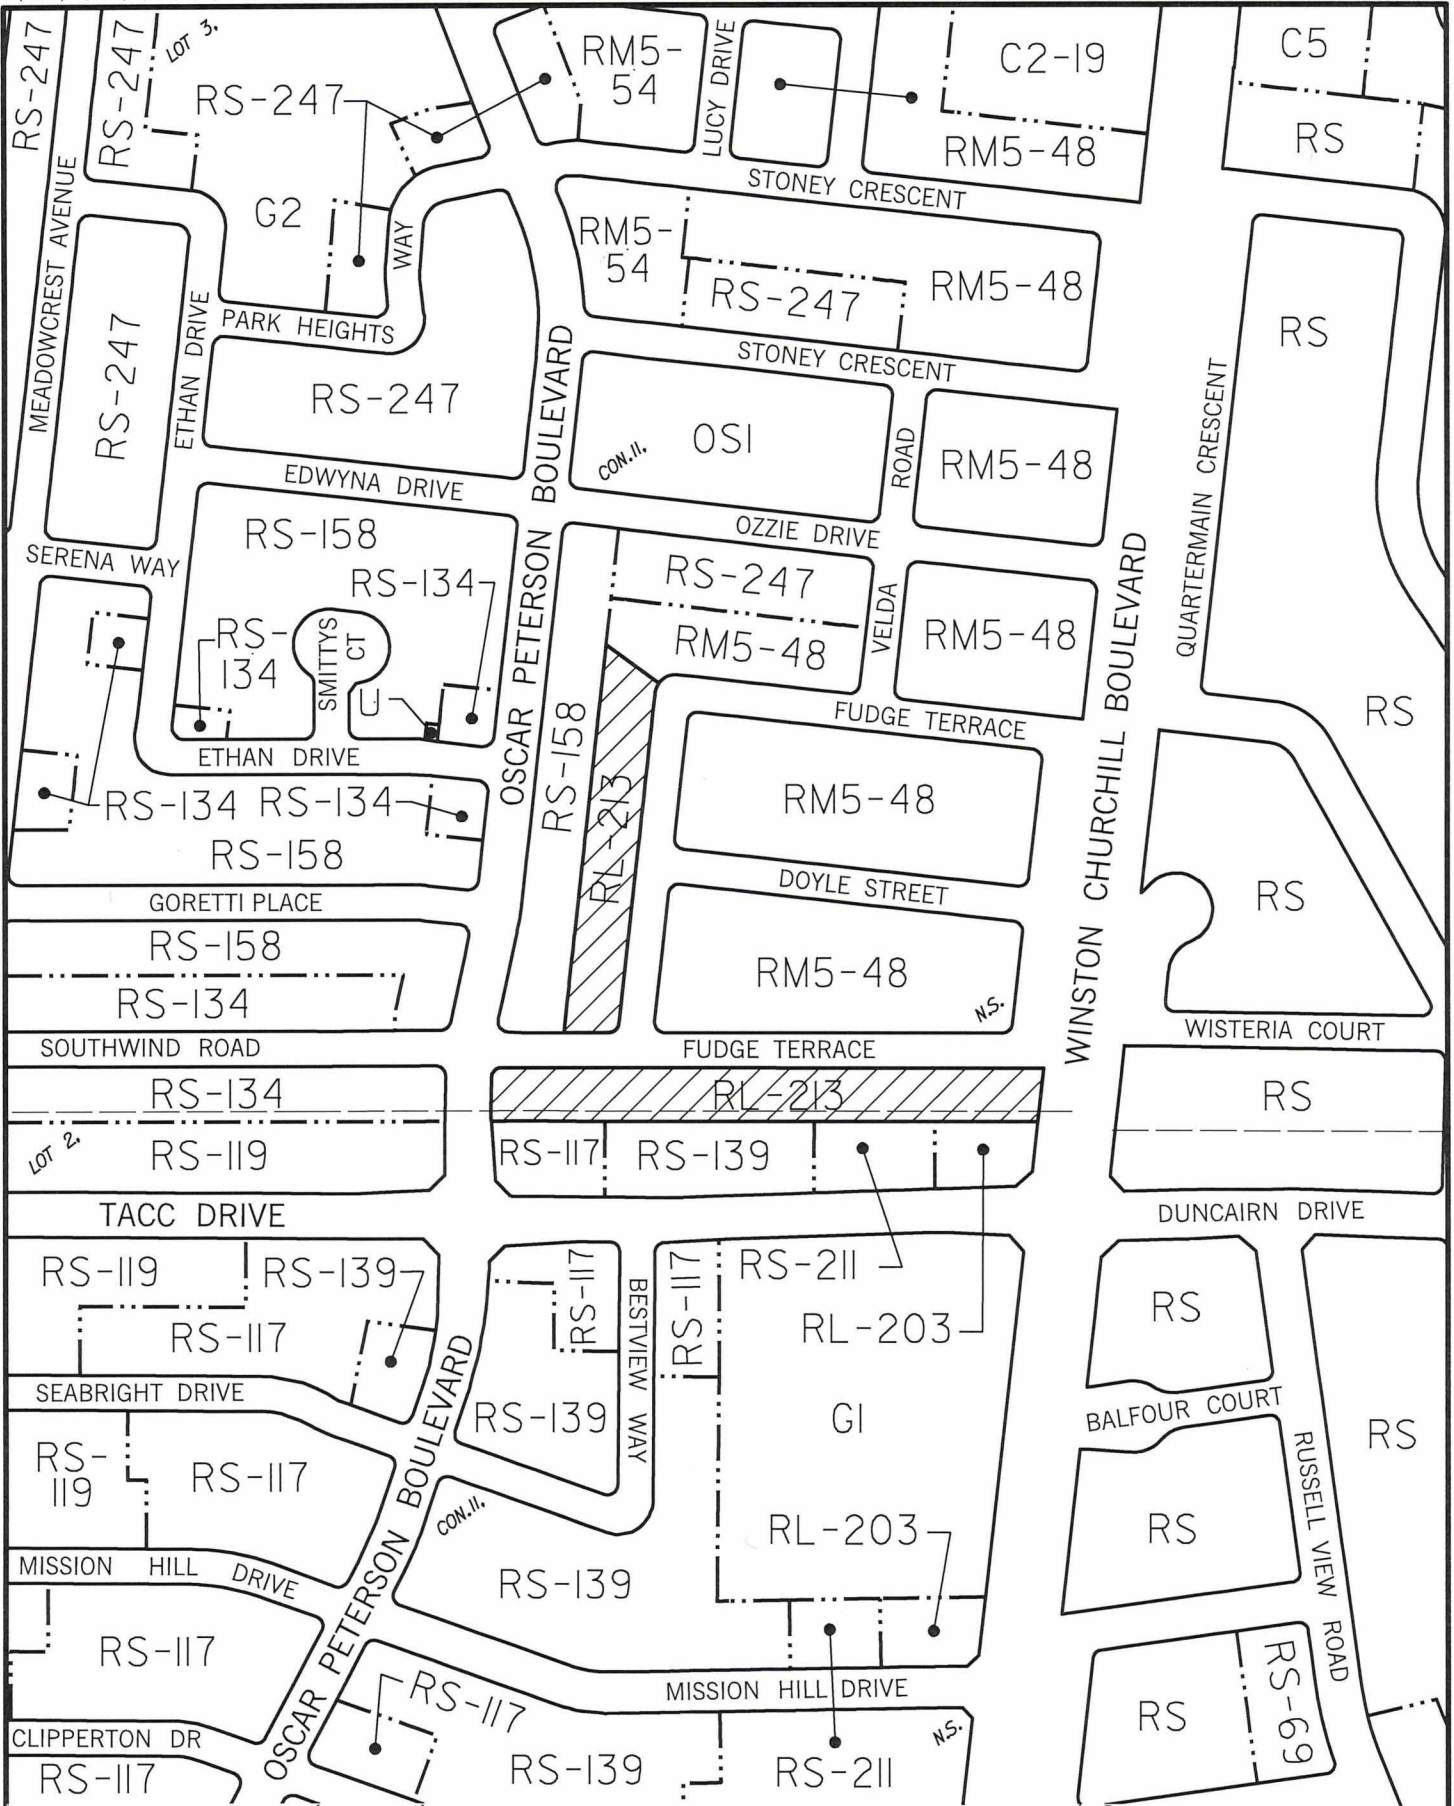 RS-247
RS-247
LOT 3,
RS-247
RM5-
54
LUCY DRIVE
C2-19
RM5-48
C5
RS
STONEY CRESCENT
G2
WAY
RM5-
54
RS-247
RM5-48
MEADOWCREST AVENUE
RS-247
ETHAN DRIVE
PARK HEIGHTS
RS-247
STONEY CRESCENT
RS
OSCAR PETERSON BOULEVARD
OS1
CON.11,
ROAD
RM5-48
QUARTERMAIN CRESCENT
EDWYNA DRIVE
OZZIE DRIVE
RS-158
SERENA WAY
RS-134
RS-247
RM5-48
VELDA
RM5-48
WINSTON CHURCHILL BOULEVARD
RS-
134
SMITTYS
CT
U
RS
FUDGE TERRACE
ETHAN DRIVE
RS-158
RL-213
RM5-48
RS-134
RS-134
RS-158
DOYLE STREET
RS
GORETTI PLACE
RS-158
RS-134
RM5-48
N.S.
SOUTHWIND ROAD
FUDGE TERRACE
WISTERIA COURT
RS-134
RL-213
RS
LOT 2,
RS-119
RS-117
RS-139
TACC DRIVE
DUNCAIRN DRIVE
RS-119
RS-139
RS-117
RS-117
BESTVIEW WAY
RS-117
RS-211
RL-203
RS
SEABRIGHT DRIVE
RS-139
G1
BALFOUR COURT
RS
RS-
119
RS-117
CON.11,
RL-203
RS
RUSSELL VIEW ROAD
MISSION HILL DRIVE
RS-139
RS-117
OSCAR PETERSON BOULEVARD
RS-117
MISSION HILL DRIVE
RS
RS-69
CLIPPERTON DR
RS-117
RS-139
RS-211
N.S.